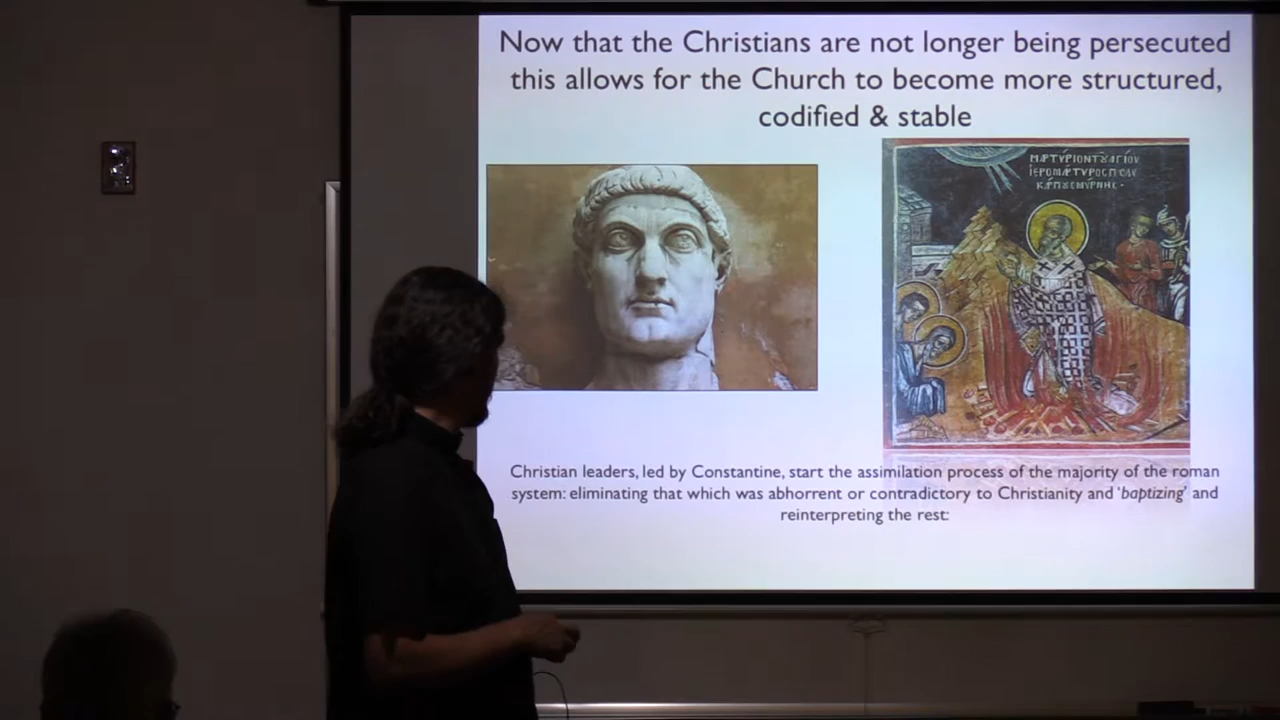 Now that the Christians are not longer being persecuted
this allows for the Church to become more structured,
codified & stable
ΜΑΡΤΥΡΙΟΝ ΤΟΥ ΑΓΙΟΥ
ΙΕΡΟΜΑΡΤΥΡΟΣ ΠΟΛΥ
ΚΑΡΠΟΥ ΣΜΥΡΝΗΣ
Christian leaders, led by Constantine, start the assimilation process of the majority of the roman
system: eliminating that which was abhorrent or contradictory to Christianity and 'baptizing' and
reinterpreting the rest: